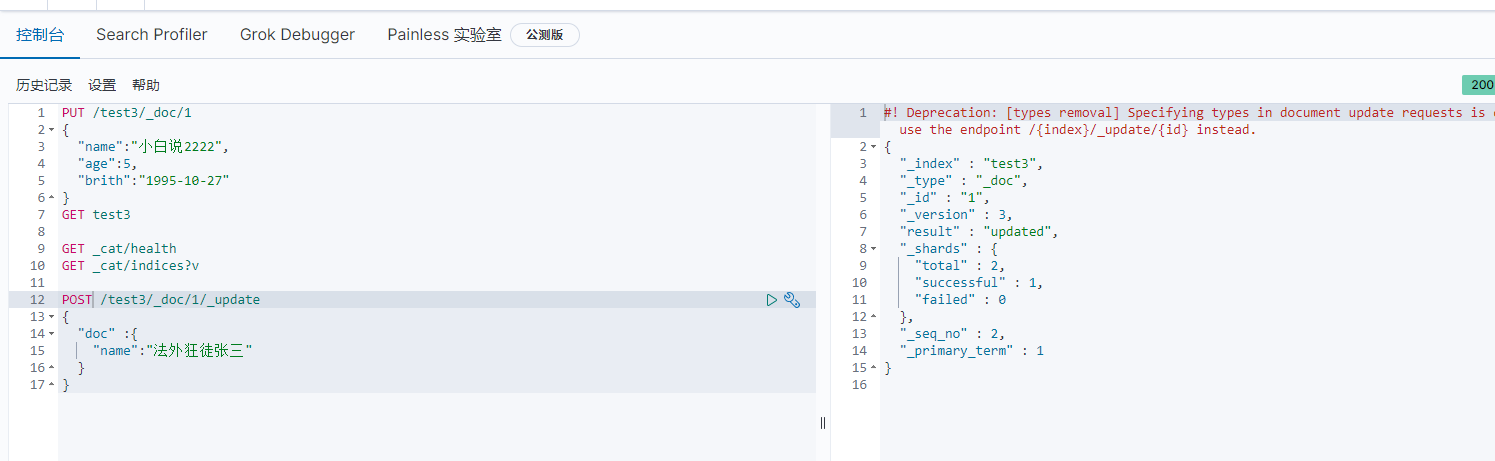 控制台 Search Profiler Grok Debugger Painless 实验室 公测版
历史记录 设置 帮助
200
1 PUT /test3/_doc/1
2 {
3 "name":"小白说2222",
4 "age":5,
5 "brith":"1995-10-27"
6 }
7 GET test3
8
9 GET _cat/health
10 GET _cat/indices?v
11
12 POST /test3/_doc/1/_update
13 {
14 "doc" :{
15 "name":"法外狂徒张三"
16 }
17 }
1 #! Deprecation: [types removal] Specifying types in document update requests is
use the endpoint /{index}/_update/{id} instead.
2 {
3 "_index" : "test3",
4 "_type" : "_doc",
5 "_id" : "1",
6 "_version" : 3,
7 "result" : "updated",
8 "_shards" : {
9 "total" : 2,
10 "successful" : 1,
11 "failed" : 0
12 },
13 "_seq_no" : 2,
14 "_primary_term" : 1
15 }
16